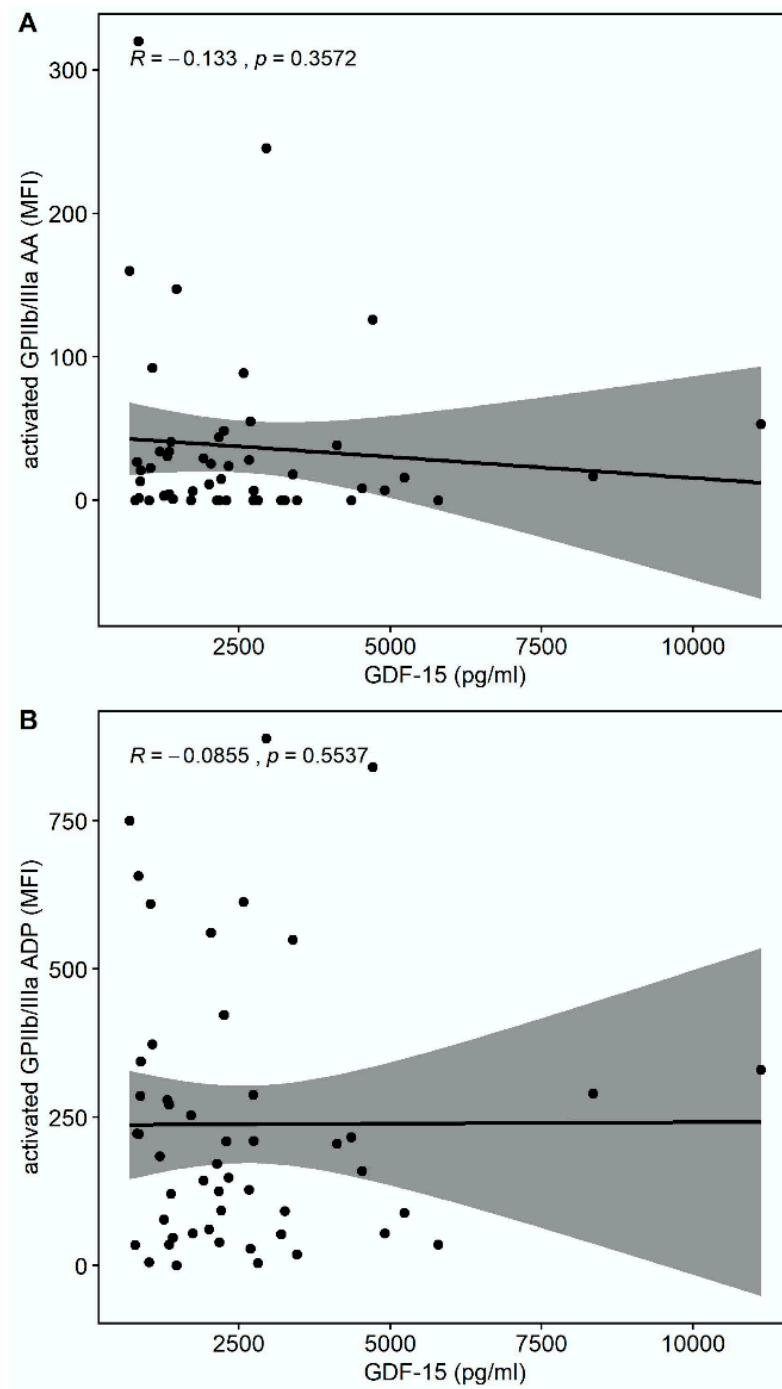 A
R = −0.133 , p = 0.3572
300
200
100
0
activated GPIIb/IIIa AA (MFI)
2500 5000 7500 10000
GDF-15 (pg/ml)
B
R = −0.0855 , p = 0.5537
750
500
250
0
activated GPIIb/IIIa ADP (MFI)
2500 5000 7500 10000
GDF-15 (pg/ml)